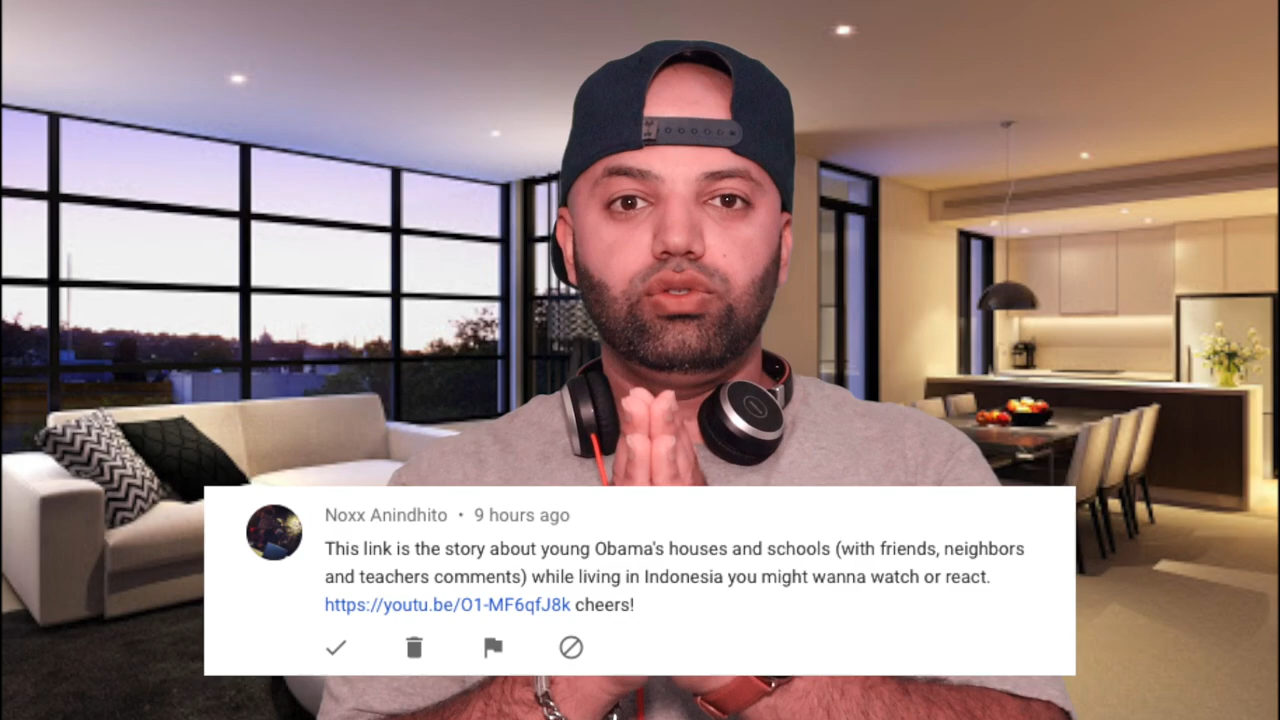 Noxx Anindhito • 9 hours ago
This link is the story about young Obama's houses and schools (with friends, neighbors
and teachers comments) while living in Indonesia you might wanna watch or react.
https://youtu.be/O1-MF6qfJ8k cheers!